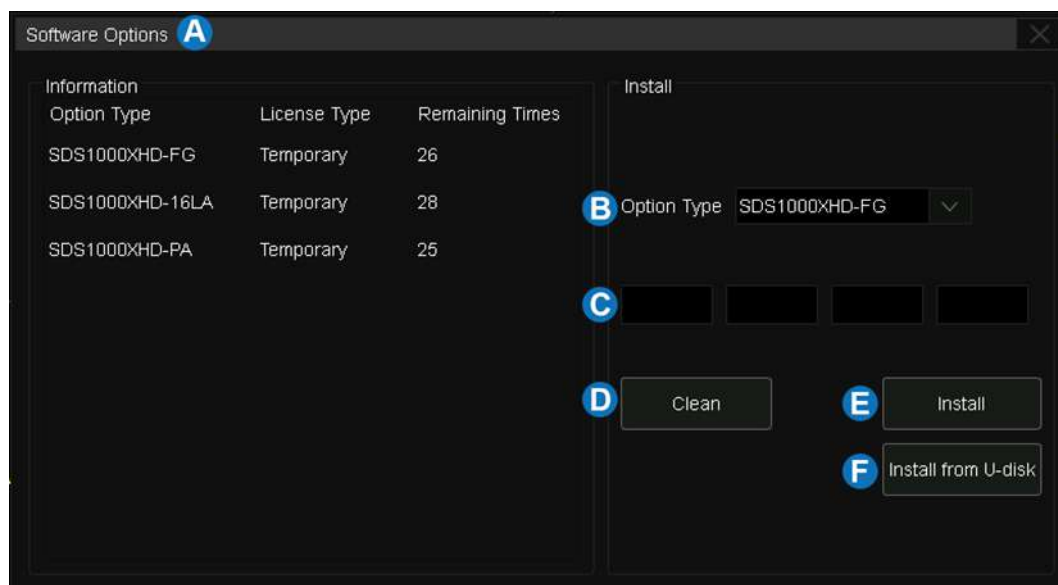 Software Options A
Information
Option Type License Type Remaining Times
SDS1000XHD-FG Temporary 26
SDS1000XHD-16LA Temporary 28
SDS1000XHD-PA Temporary 25
Install
B Option Type SDS1000XHD-FG
C
D Clean
E Install
F Install from U-disk